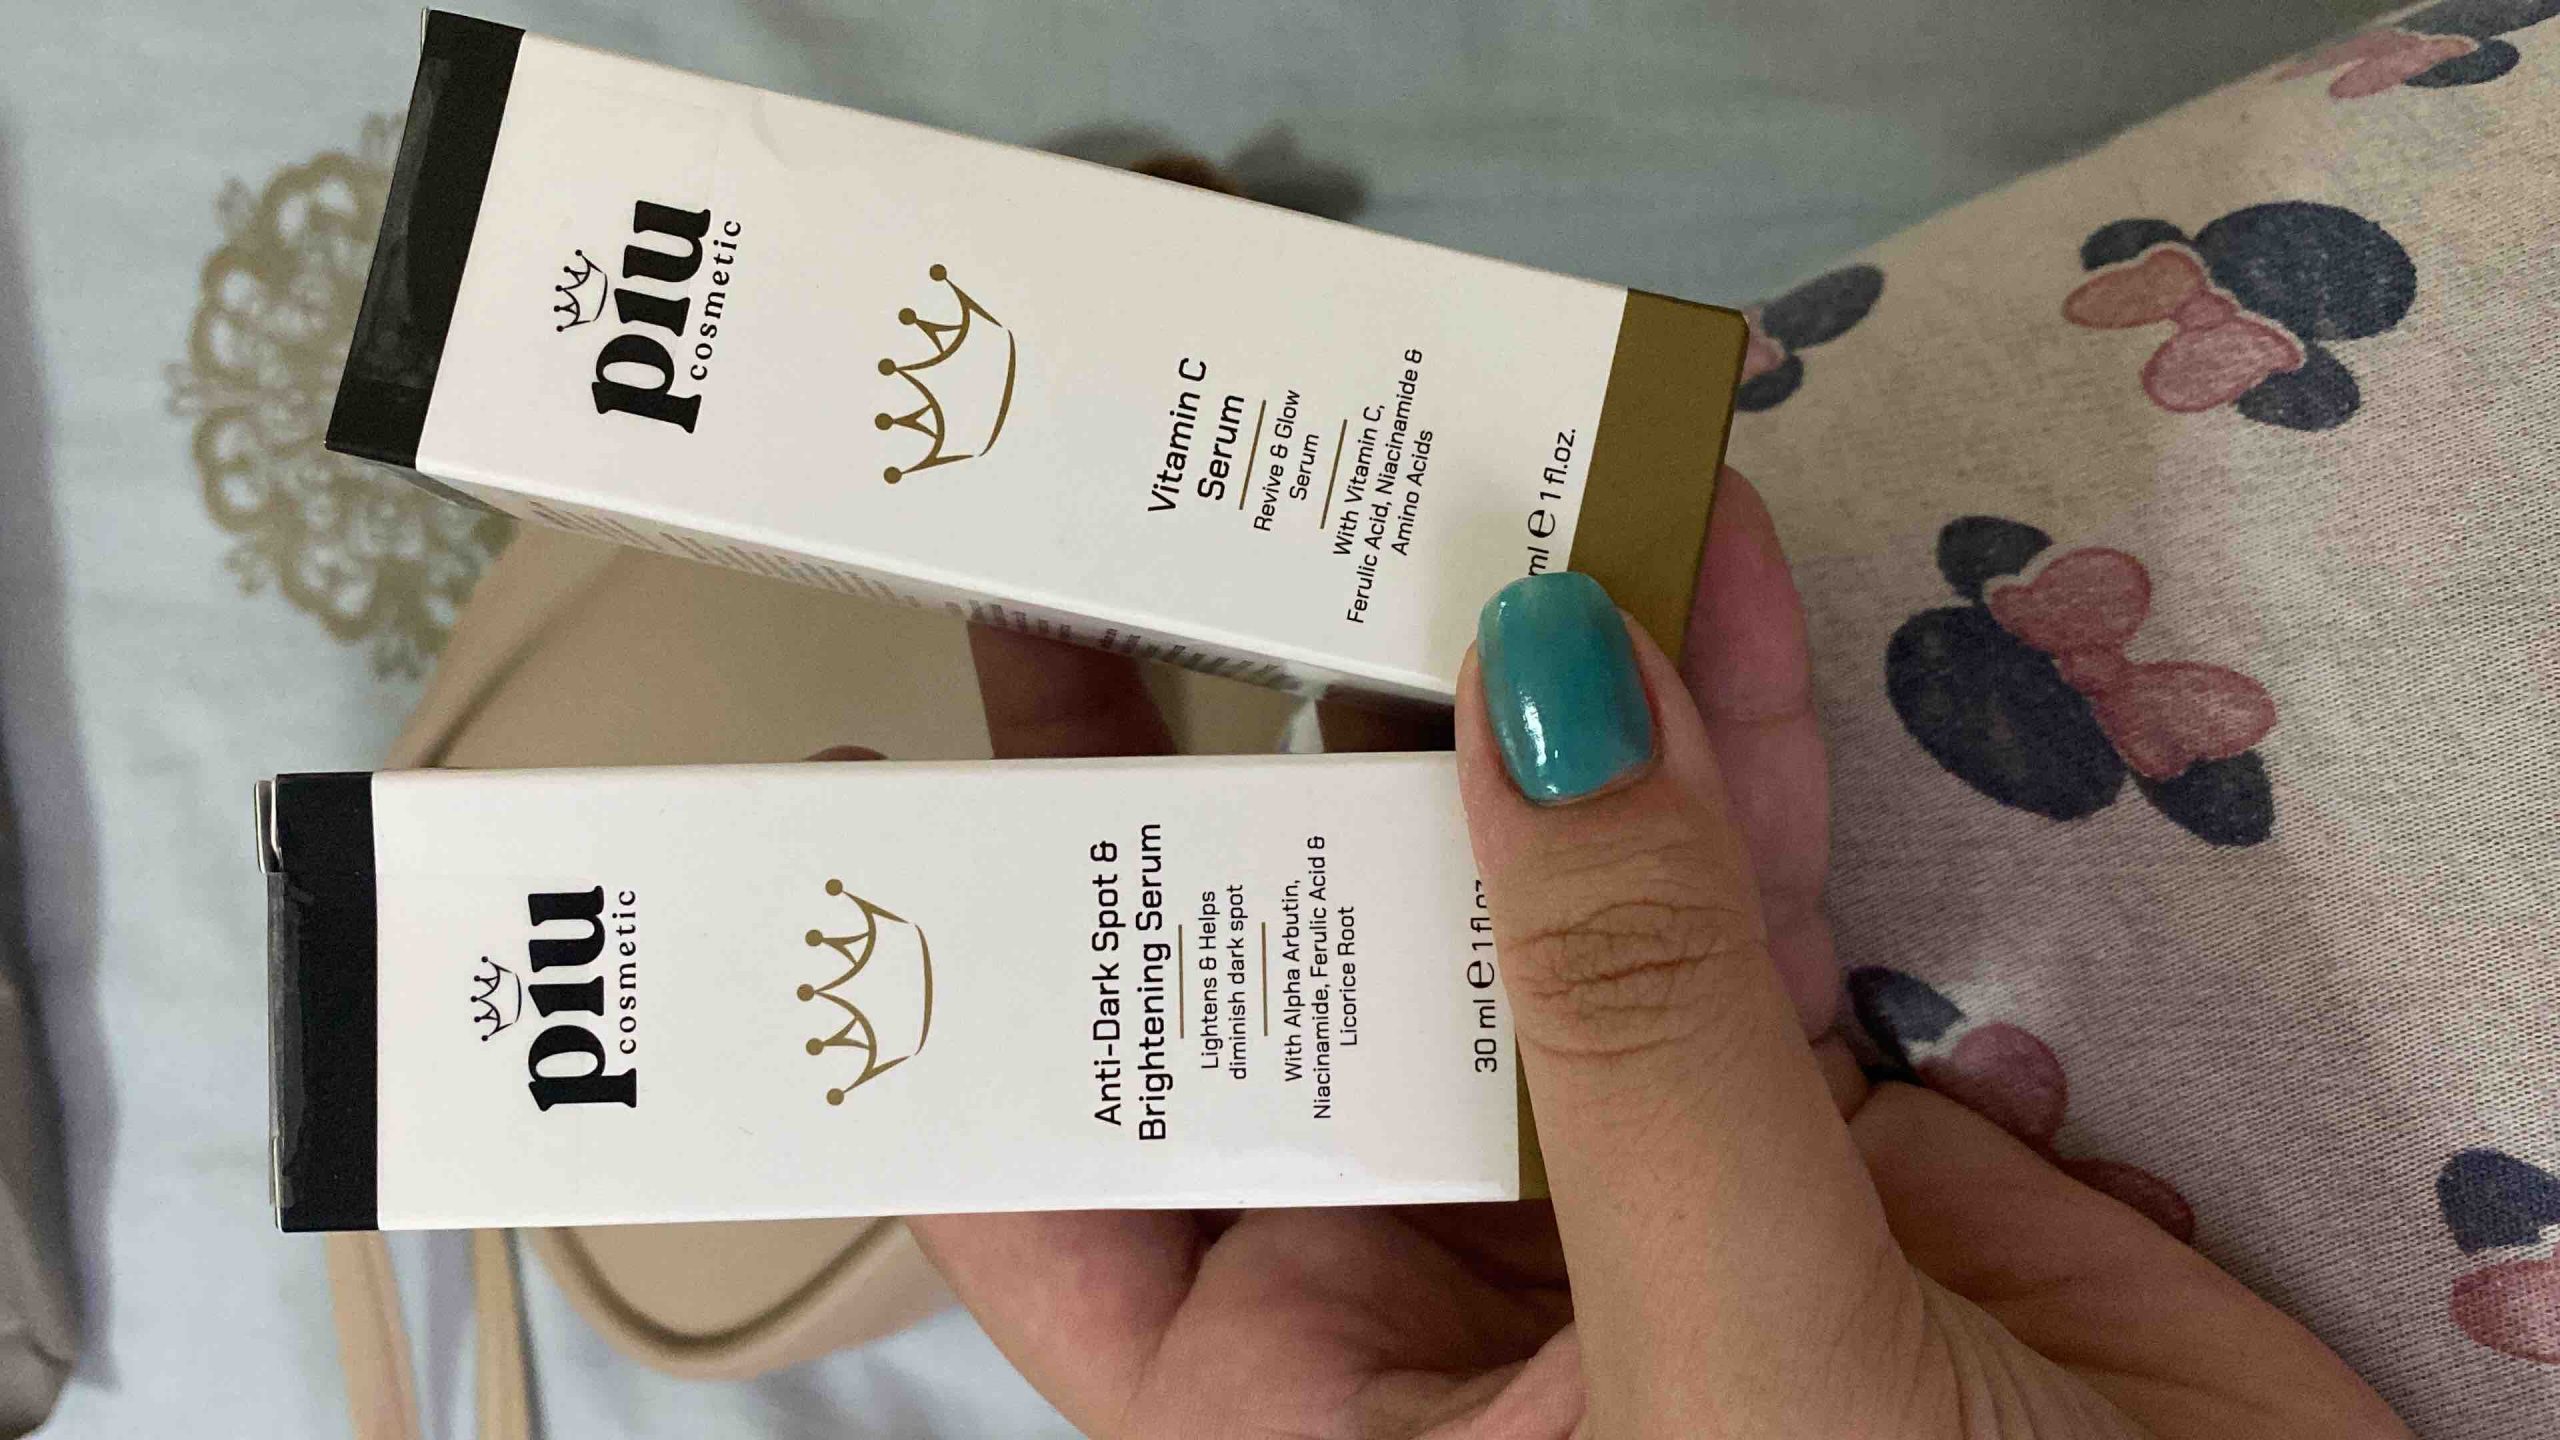 piu
cosmetic
Anti-Dark Spot &
Brightening Serum
Lightens & Helps
diminish dark spot
With Alpha Arbutin,
Niacinamide, Ferulic Acid &
Licorice Root
30 ml e 1 fl.oz
piu
cosmetic
Vitamin C
Serum
Revive & Glow
Serum
With Vitamin C,
Ferulic Acid, Niacinamide &
Amino Acids
ml e 1 fl.oz.